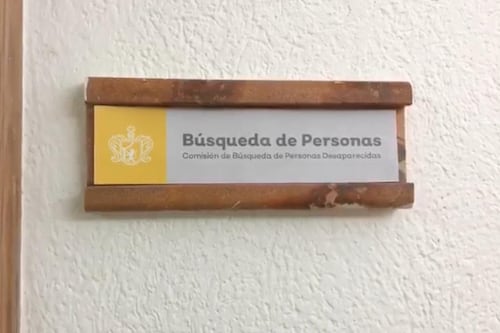 Búsqueda de Personas
Comisión de Búsqueda de Personas Desaparecidas